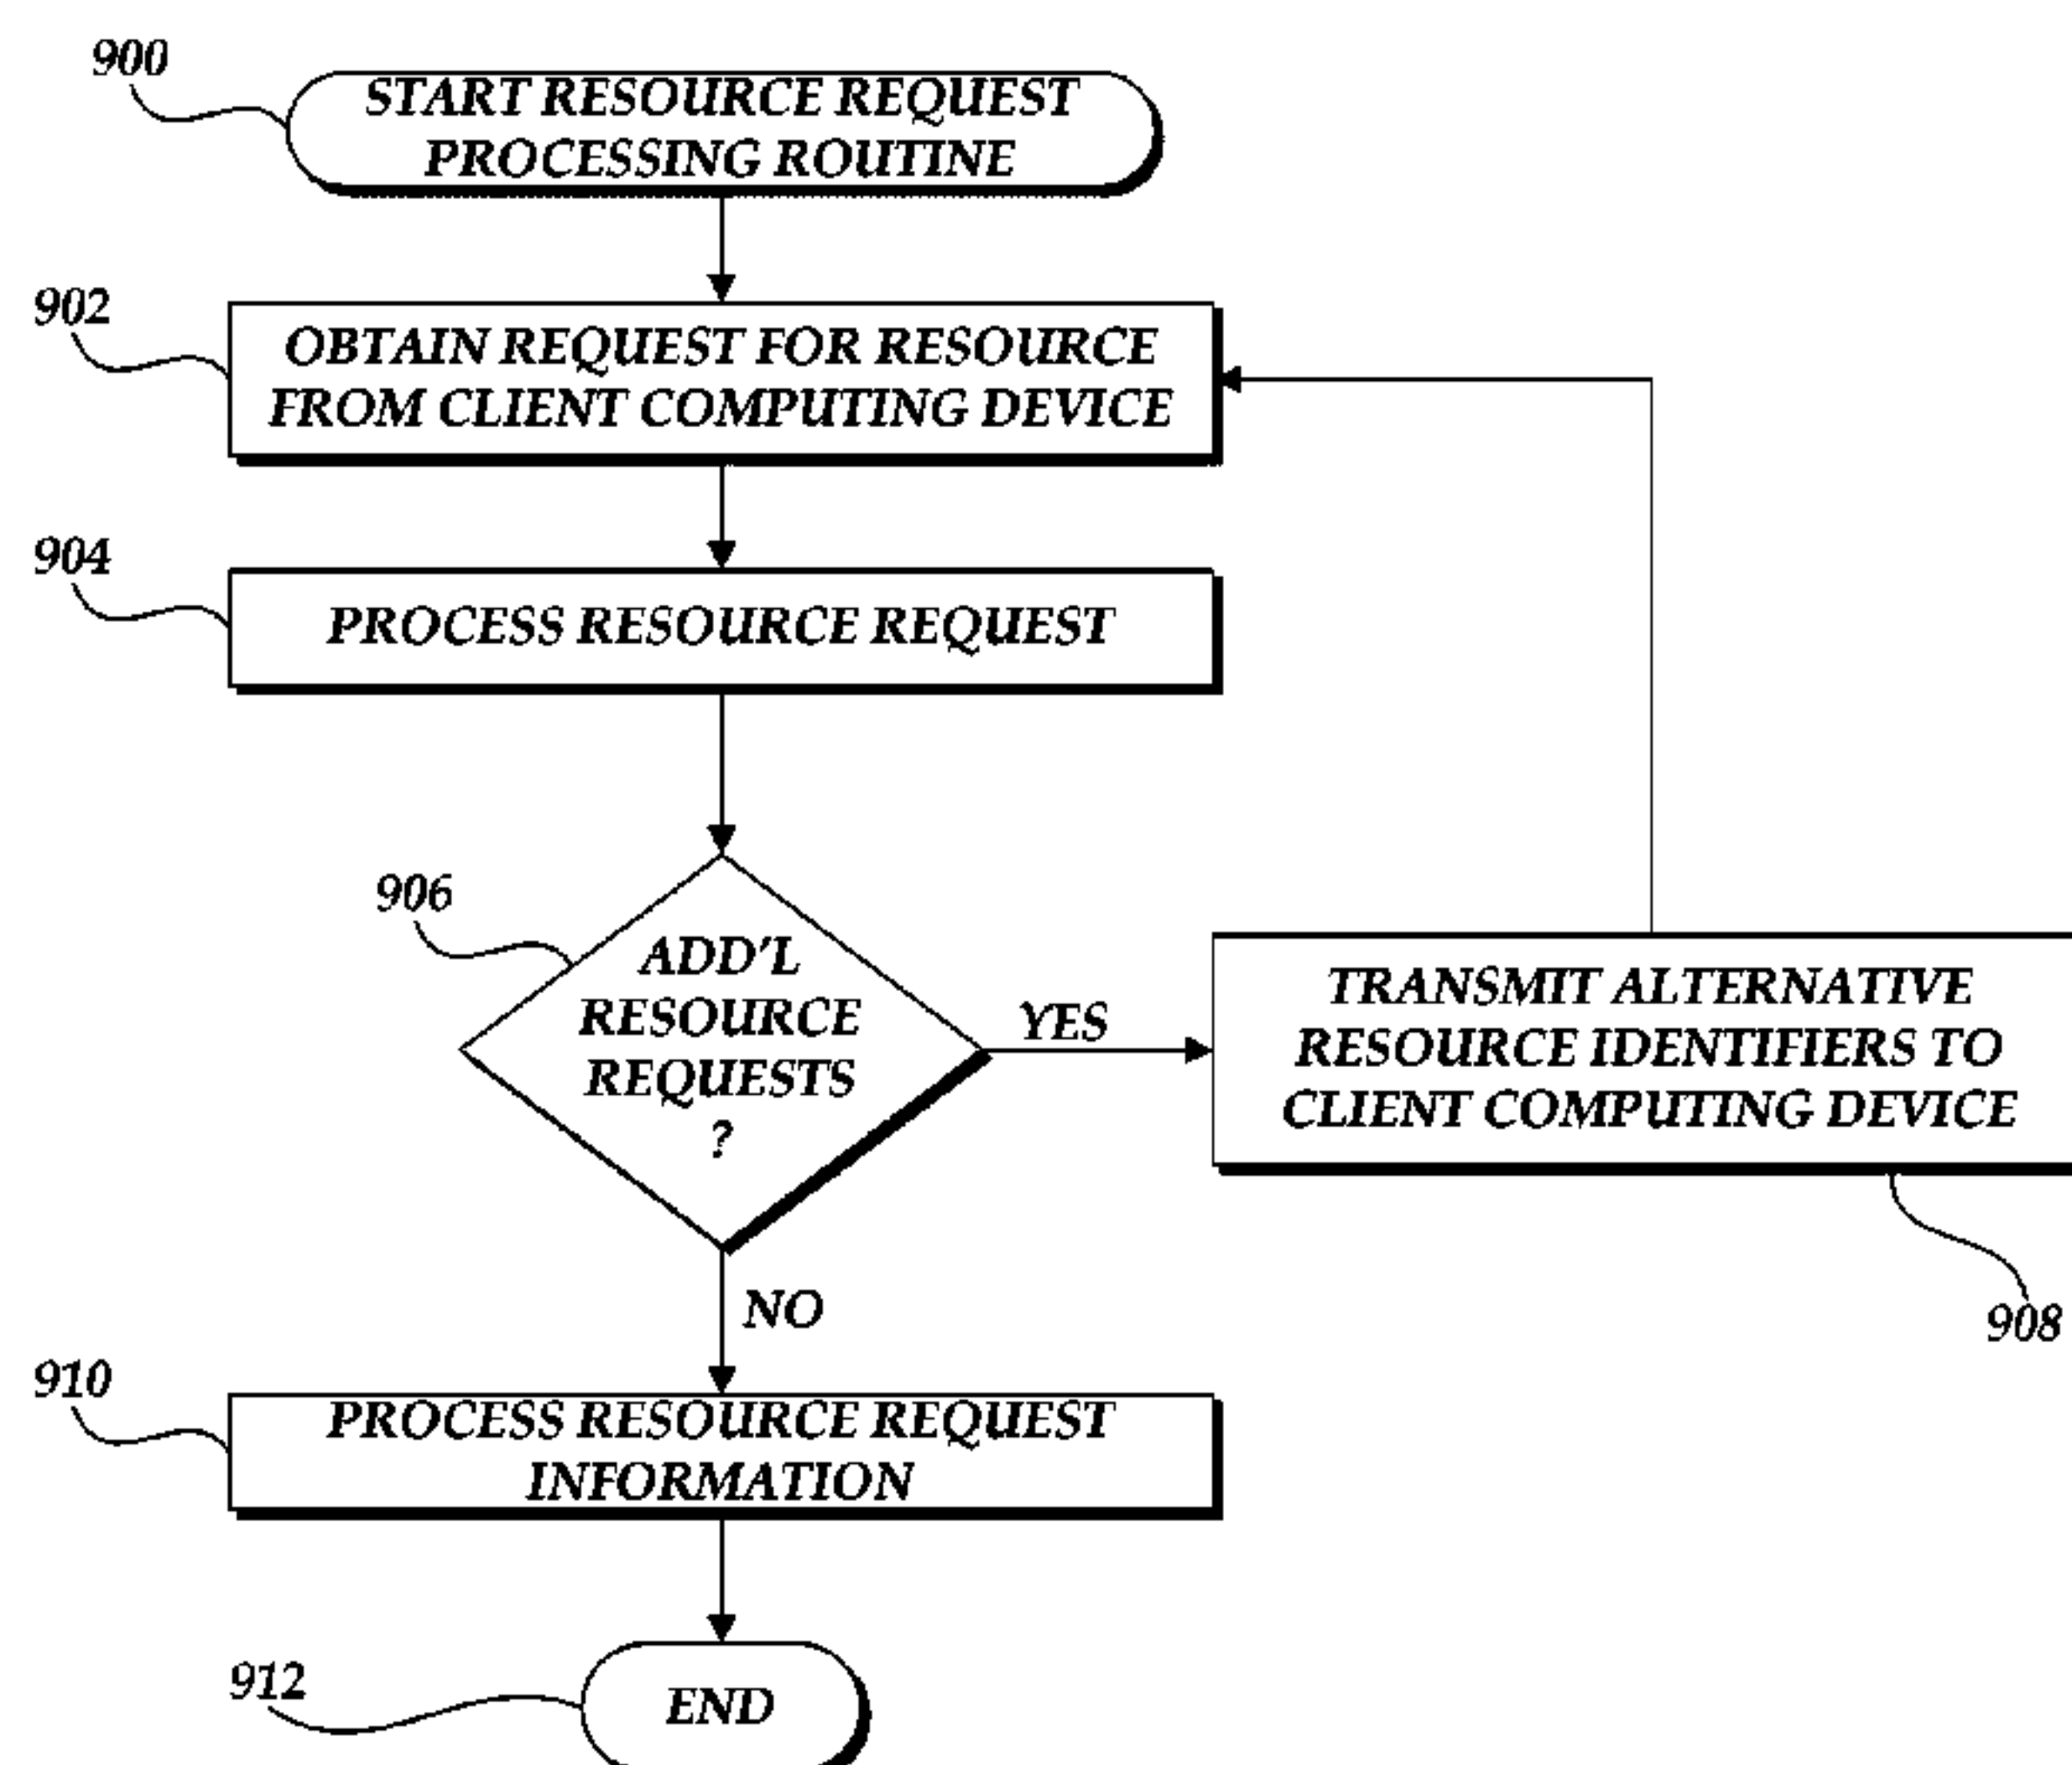 900
START RESOURCE REQUEST
PROCESSING ROUTINE
902
OBTAIN REQUEST FOR RESOURCE
FROM CLIENT COMPUTING DEVICE
904
PROCESS RESOURCE REQUEST
906
ADD'L
RESOURCE
REQUESTS
?
YES
TRANSMIT ALTERNATIVE
RESOURCE IDENTIFIERS TO
CLIENT COMPUTING DEVICE
908
NO
910
PROCESS RESOURCE REQUEST
INFORMATION
912
END